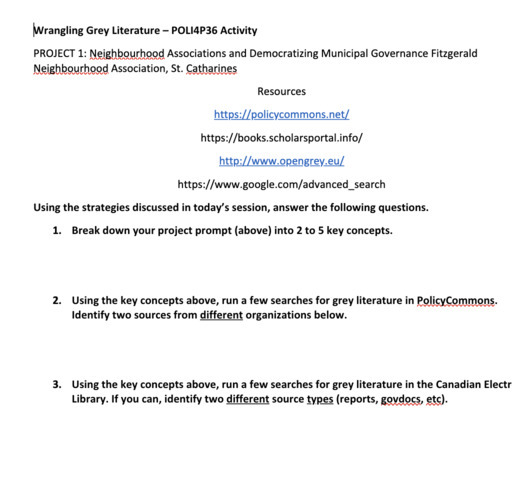 Wrangling Grey Literature – POLI4P36 Activity
PROJECT 1: Neighbourhood Associations and Democratizing Municipal Governance Fitzgerald
Neighbourhood Association, St. Catharines
Resources
https://policycommons.net/
https://books.scholarsportal.info/
http://www.opengrey.eu/
https://www.google.com/advanced_search
Using the strategies discussed in today's session, answer the following questions.
1. Break down your project prompt (above) into 2 to 5 key concepts.
2. Using the key concepts above, run a few searches for grey literature in PolicyCommons.
Identify two sources from different organizations below.
3. Using the key concepts above, run a few searches for grey literature in the Canadian Electr
Library. If you can, identify two different source types (reports, govdocs, etc).